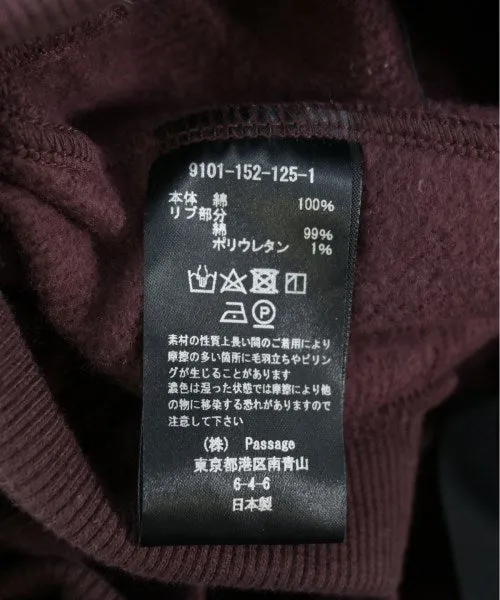 9101-152-125-1
本体 綿 100%
リブ部分
綿 99%
ポリウレタン 1%
P
素材の性質上長い間のご着用により
摩擦の多い箇所に毛羽立ちやピリン
グが生じることがあります
濃色は湿った状態では摩擦により他
の物に移染する恐れがありますので
注意して下さい
(株) Passage
東京都港区南青山
6-4-6
日本製